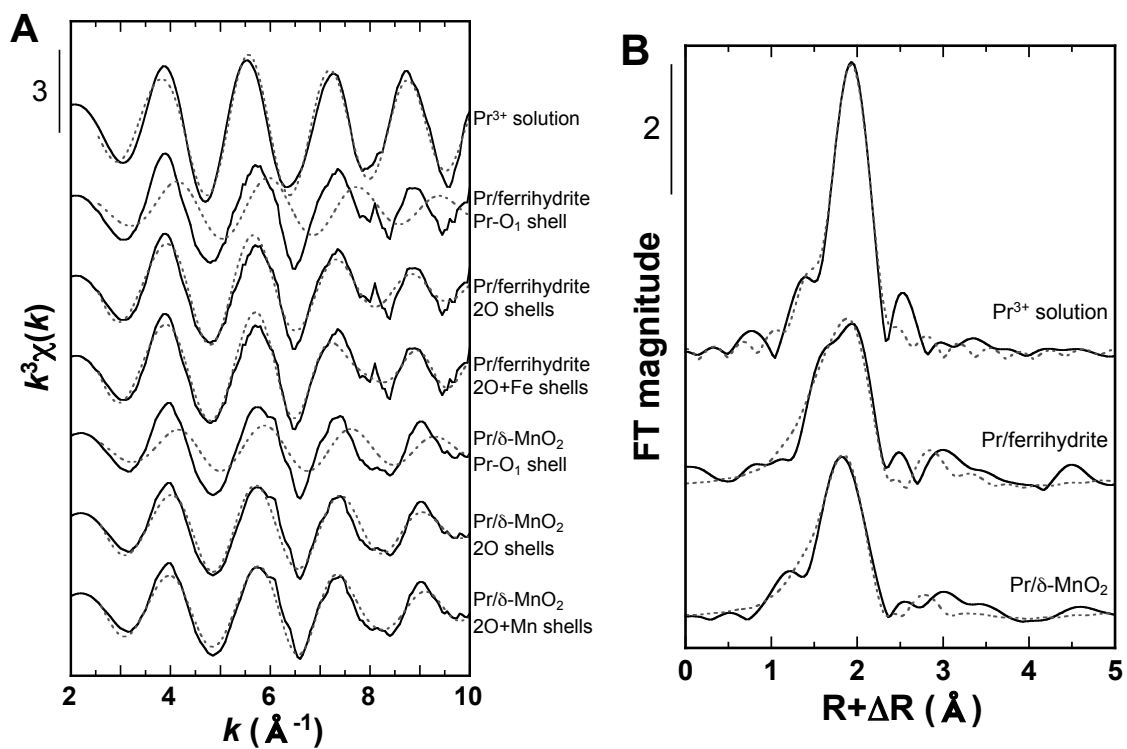 A
3
k³χ(k)
Pr³⁺ solution
Pr/ferrihydrite
Pr-O₁ shell
Pr/ferrihydrite
2O shells
Pr/ferrihydrite
2O+Fe shells
Pr/δ-MnO₂
Pr-O₁ shell
Pr/δ-MnO₂
2O shells
Pr/δ-MnO₂
2O+Mn shells
2 4 6 8 10
k (Å⁻¹)
B
2
FT magnitude
Pr³⁺ solution
Pr/ferrihydrite
Pr/δ-MnO₂
0 1 2 3 4 5
R+ΔR (Å)